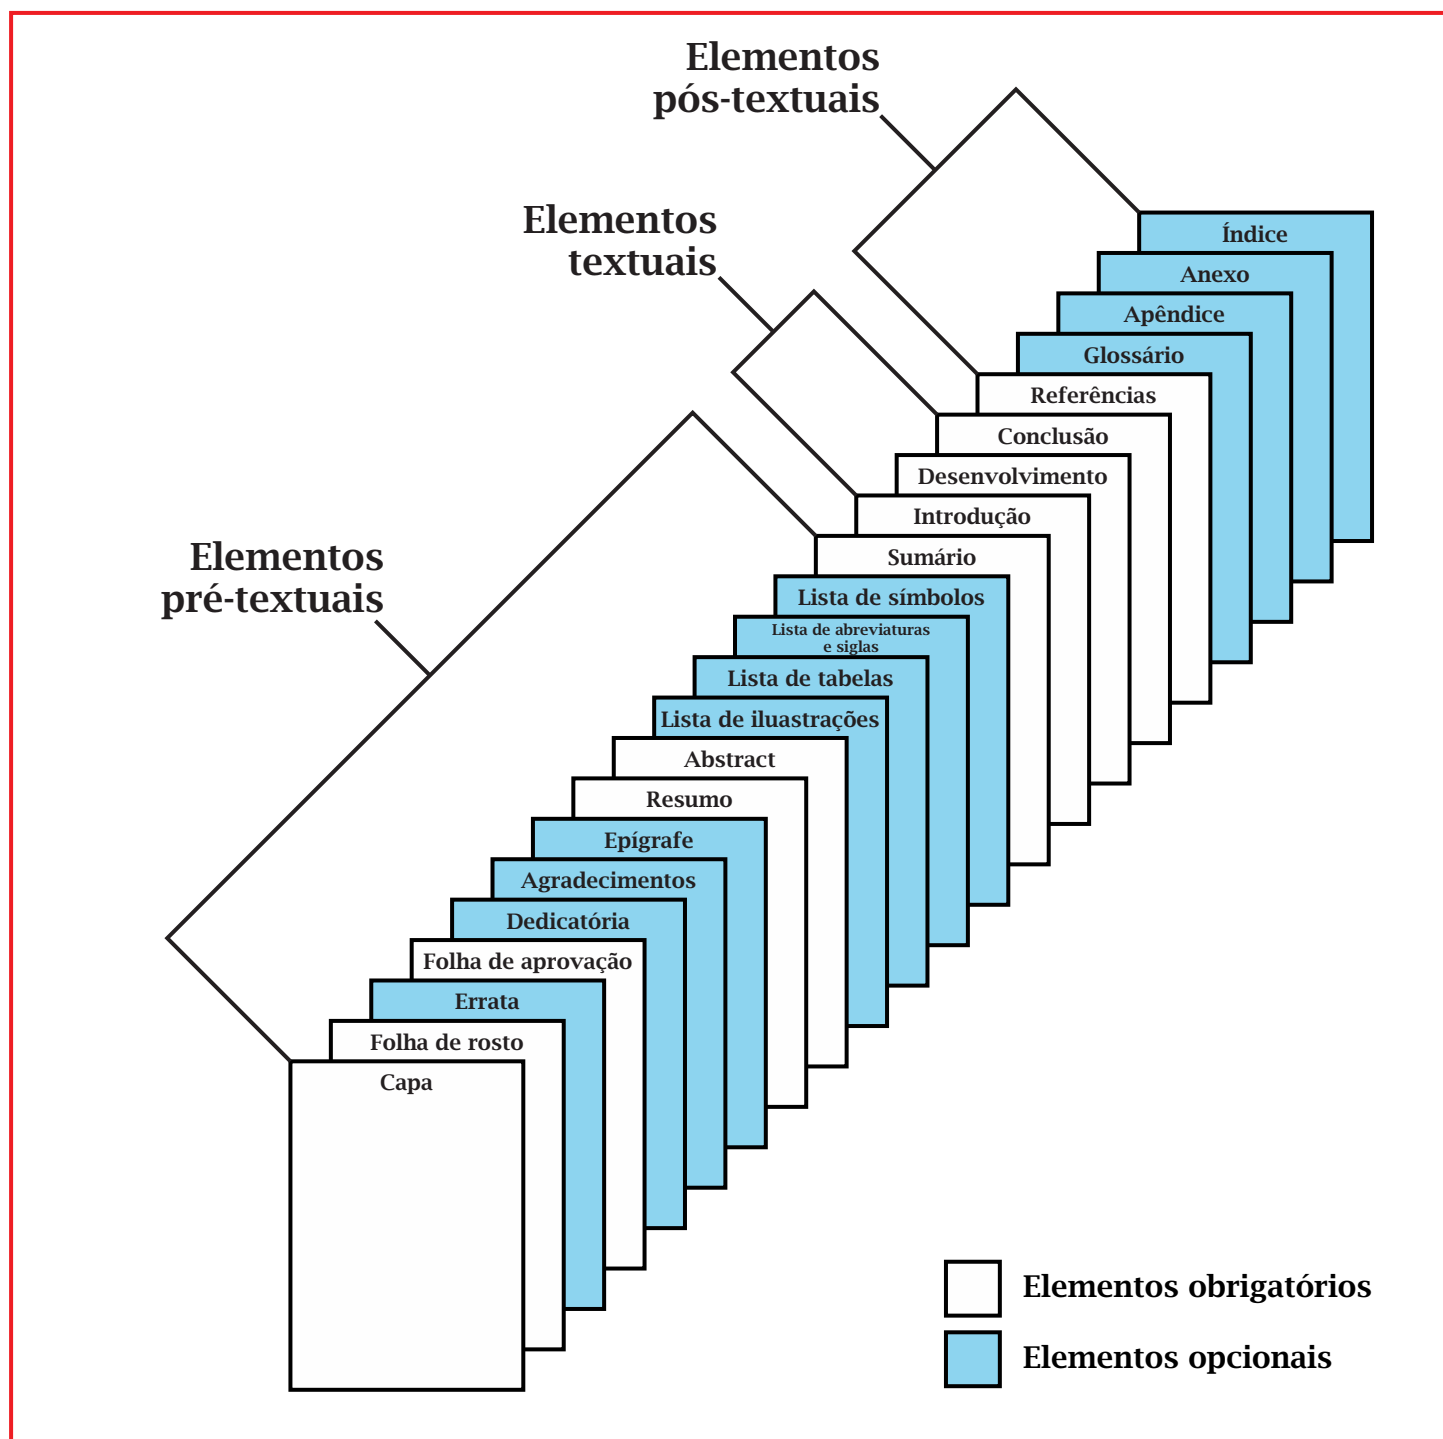 Elementos
pós-textuais
Elementos
textuais
Elementos
pré-textuais
Índice
Anexo
Apêndice
Glossário
Referências
Conclusão
Desenvolvimento
Introdução
Sumário
Lista de símbolos
Lista de abreviaturas
e siglas
Lista de tabelas
Lista de iluastrações
Abstract
Resumo
Epígrafe
Agradecimentos
Dedicatória
Folha de aprovação
Errata
Folha de rosto
Capa
Elementos obrigatórios
Elementos opcionais